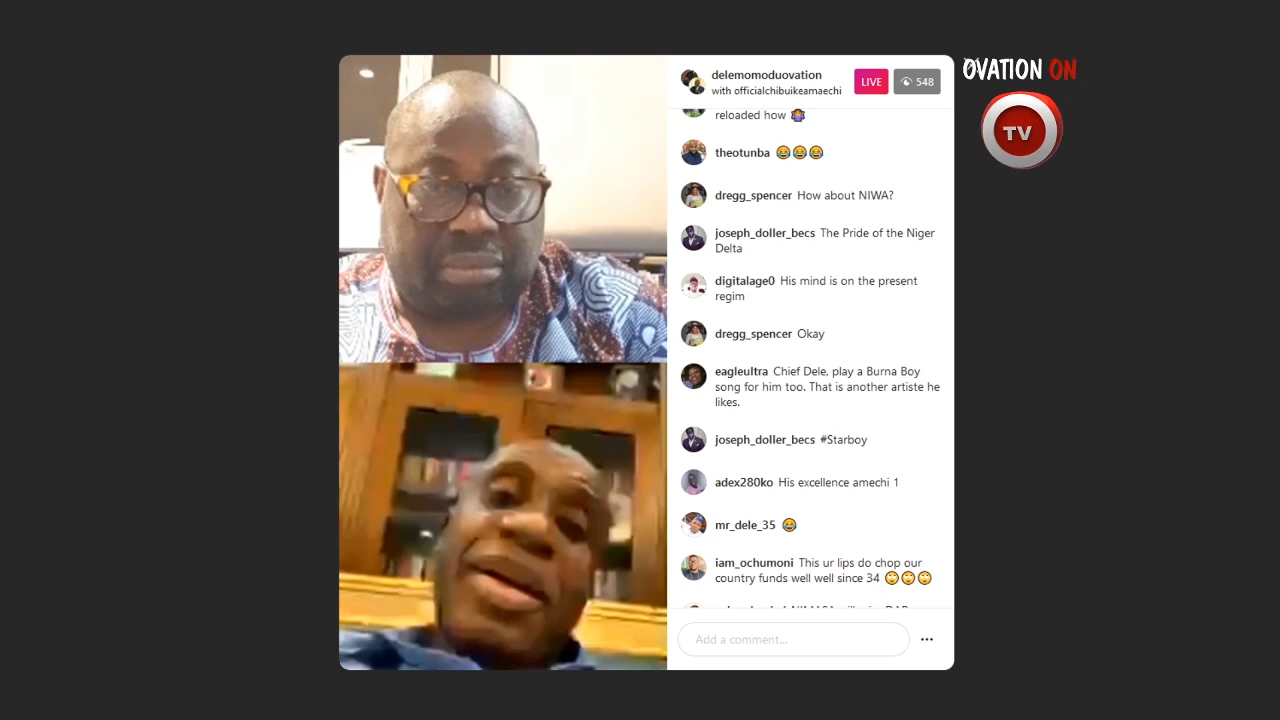 OVATION ON
TV
delemomoduovation
with officialchibuikeamaechi
LIVE
548
reloaded how 🤷‍♀️
theotunba 😂😂😂
dregg_spencer How about NIWA?
joseph_doller_becs The Pride of the Niger
Delta
digitalage0 His mind is on the present
regim
dregg_spencer Okay
eagleultra Chief Dele, play a Burna Boy
song for him too. That is another artiste he
likes.
joseph_doller_becs #Starboy
adex280ko His excellence amechi 1
mr_dele_35 😂
iam_ochumoni This ur lips do chop our
country funds well well since 34 🙄🙄🙄
Add a comment...